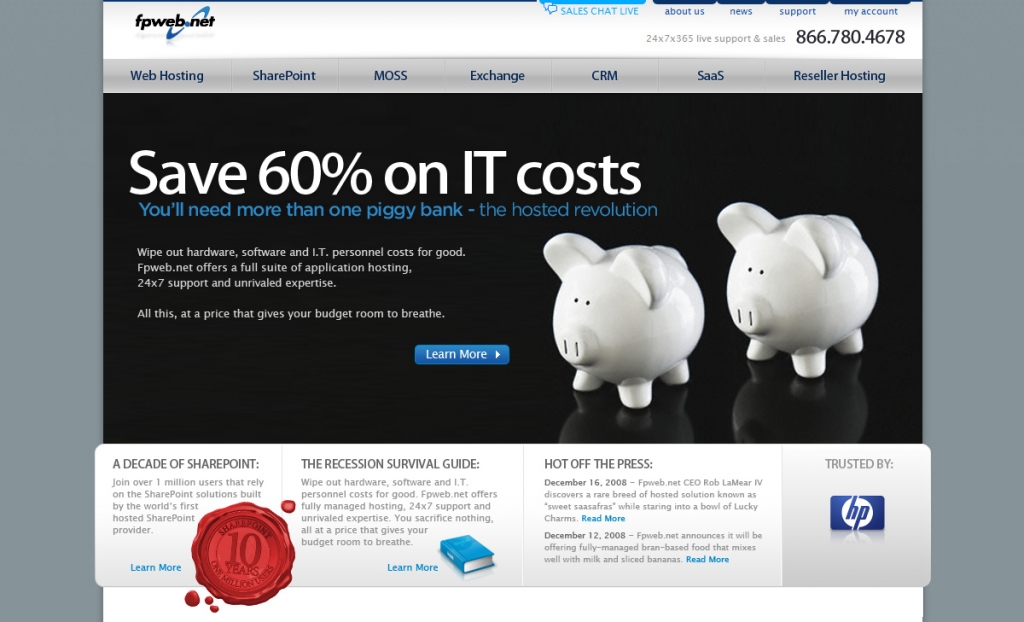 fpweb.net
SALES CHAT LIVE
about us
news
support
my account
24x7x365 live support & sales 866.780.4678
Web Hosting
SharePoint
MOSS
Exchange
CRM
SaaS
Reseller Hosting
Save 60% on IT costs
You'll need more than one piggy bank - the hosted revolution
Wipe out hardware, software and I.T. personnel costs for good.
Fpweb.net offers a full suite of application hosting,
24x7 support and unrivaled expertise.
All this, at a price that gives your budget room to breathe.
Learn More
A DECADE OF SHAREPOINT:
Join over 1 million users that rely
on the SharePoint solutions built
by the world's first
hosted SharePoint
provider.
Learn More
SHAREPOINT
10
YEARS
ONE MILLION USERS
THE RECESSION SURVIVAL GUIDE:
Wipe out hardware, software and I.T.
personnel costs for good. Fpweb.net offers
fully managed hosting, 24x7 support and
unrivaled expertise. You sacrifice nothing,
all at a price that gives your
budget room to breathe.
Learn More
HOT OFF THE PRESS:
December 16, 2008 - Fpweb.net CEO Rob LaMear IV
discovers a rare breed of hosted solution known as
"sweet saasafras" while staring into a bowl of Lucky
Charms. Read More
December 12, 2008 - Fpweb.net announces it will be
offering fully-managed bran-based food that mixes
well with milk and sliced bananas. Read More
TRUSTED BY:
hp